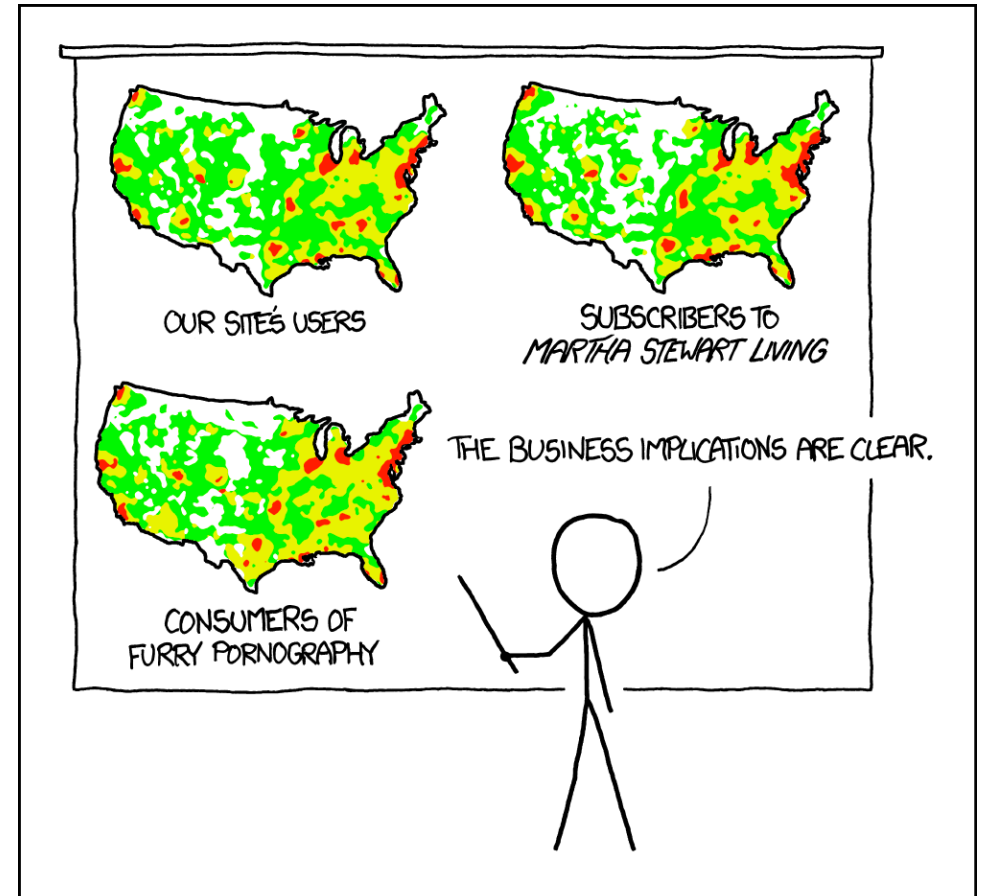 OUR SITE'S USERS
SUBSCRIBERS TO
MARTHA STEWART LIVING
CONSUMERS OF
FURRY PORNOGRAPHY
THE BUSINESS IMPLICATIONS ARE CLEAR.